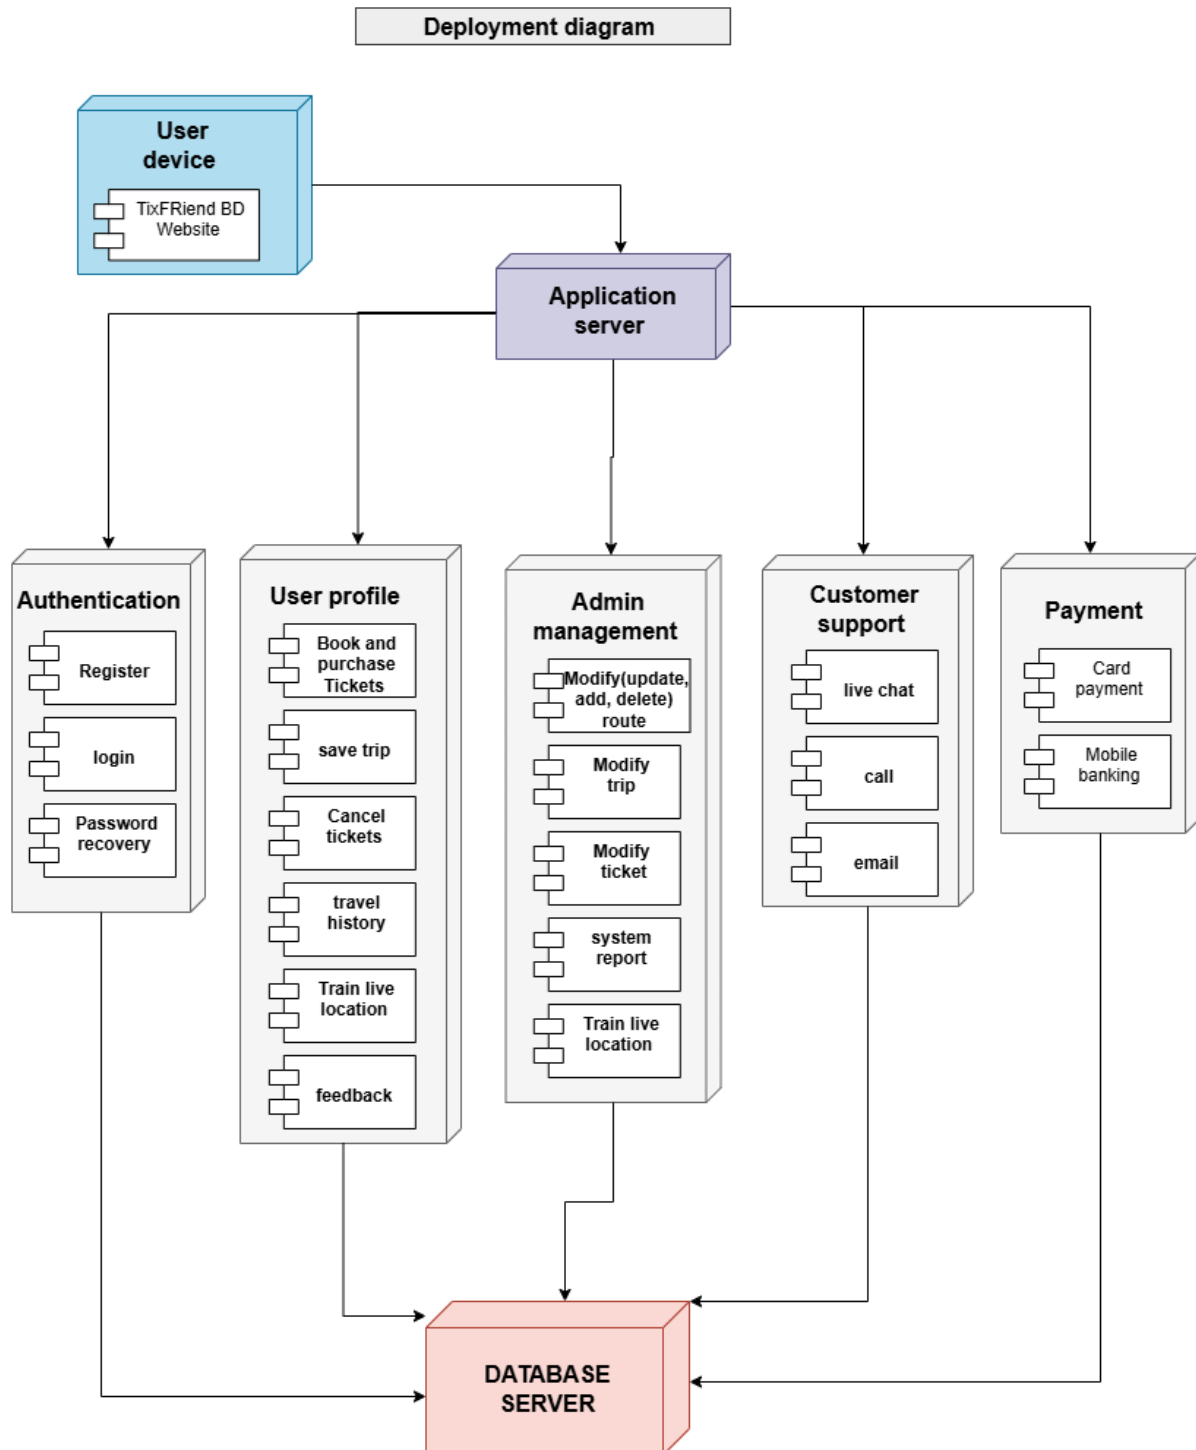 Deployment diagram
User
device
TixFRiend BD
Website
Application
server
Authentication
Register
login
Password
recovery
User profile
Book and
purchase
Tickets
save trip
Cancel
tickets
travel
history
Train live
location
feedback
Admin
management
Modify(update,
add, delete)
route
Modify
trip
Modify
ticket
system
report
Train live
location
Customer
support
live chat
call
email
Payment
Card
payment
Mobile
banking
DATABASE
SERVER